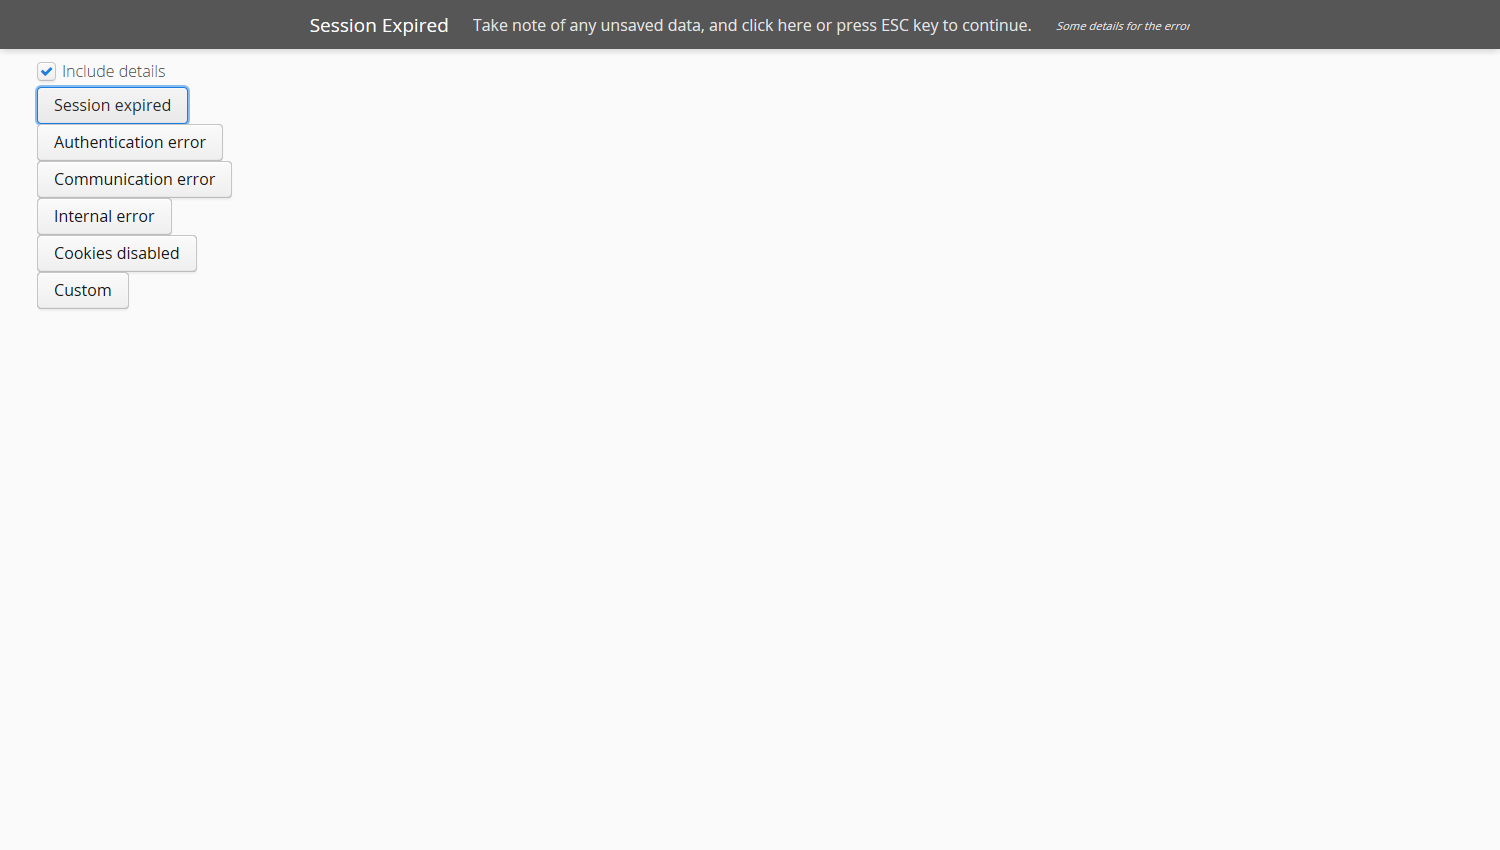 Session Expired Take note of any unsaved data, and click here or press ESC key to continue. Some details for the error
Include details
Session expired
Authentication error
Communication error
Internal error
Cookies disabled
Custom